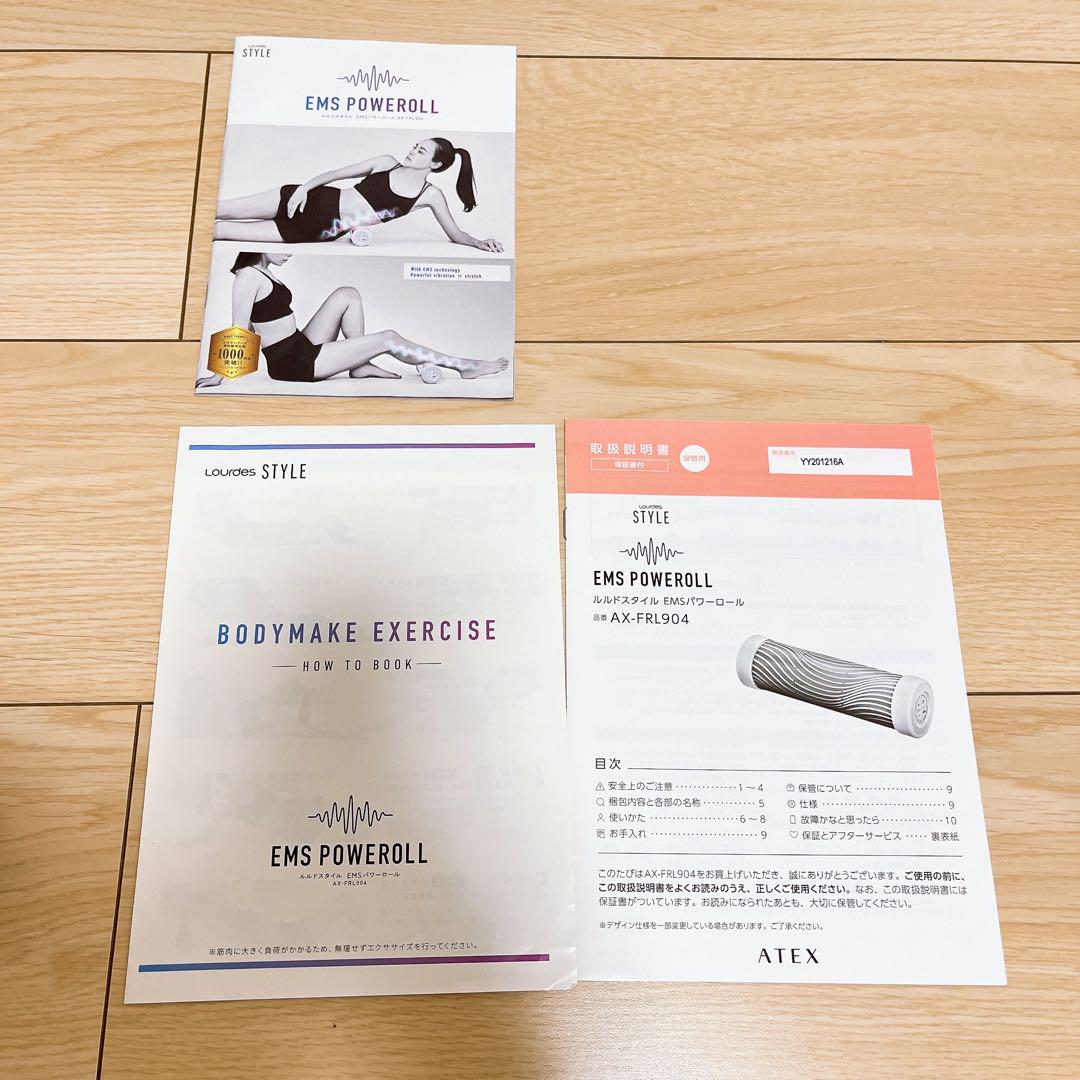 Lourdes
STYLE
EMS POWEROLL
ルルドスタイル EMSパワーロール AX-FRL904
With EMS technology
Powerful vibration × stretch
1000
突破!!
Lourdes STYLE
BODYMAKE EXERCISE
HOW TO BOOK
EMS POWEROLL
ルルドスタイル EMSパワーロール
AX-FRL904
※筋肉に大きく負荷がかかるため、無理せずエクササイズを行ってください。
取扱説明書
保証書付
保管用
YY201216A
Lourdes
STYLE
EMS POWEROLL
ルルドスタイル EMSパワーロール
品番 AX-FRL904
目次
安全上のご注意 ············· 1〜4
梱包内容と各部の名称 ············ 5
使いかた ···················· 6〜8
お手入れ ······················ 9
保管について ···················· 9
仕様 ···························· 9
故障かなと思ったら ·············· 10
保証とアフターサービス ····· 裏表紙
このたびはAX-FRL904をお買上げいただき、誠にありがとうございます。ご使用の前に、
この取扱説明書をよくお読みのうえ、正しくご使用ください。なお、この取扱説明書には
保証書がついています。お読みになられたあとも、大切に保管してください。
※デザイン仕様を一部変更している場合があります。ご了承ください。
ATEX